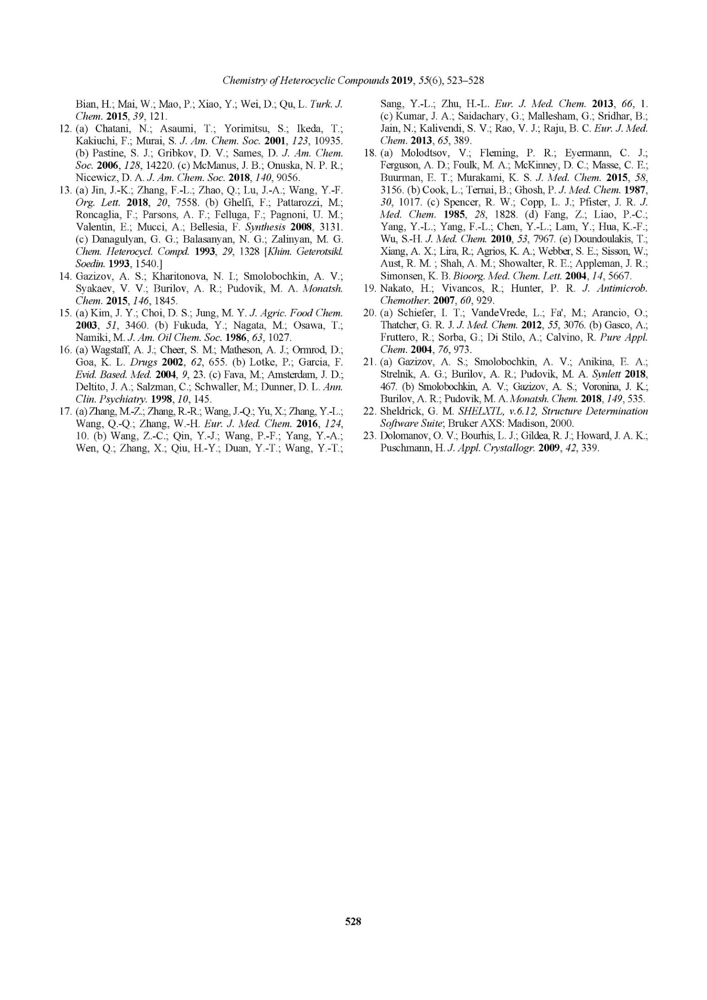 Chemistry of Heterocyclic Compounds 2019, 55(6), 523–528
Bian, H.; Mai, W.; Mao, P.; Xiao, Y.; Wei, D.; Qu, L. Turk. J.
Chem. 2015, 39, 121.
12. (a) Chatani, N.; Asaumi, T.; Yorimitsu, S.; Ikeda, T.;
Kakiuchi, F.; Murai, S. J. Am. Chem. Soc. 2001, 123, 10935.
(b) Pastine, S. J.; Gribkov, D. V.; Sames, D. J. Am. Chem.
Soc. 2006, 128, 14220. (c) McManus, J. B.; Onuska, N. P. R.;
Nicewicz, D. A. J. Am. Chem. Soc. 2018, 140, 9056.
13. (a) Jin, J.-K.; Zhang, F.-L.; Zhao, Q.; Lu, J.-A.; Wang, Y.-F.
Org. Lett. 2018, 20, 7558. (b) Ghelfi, F.; Pattarozzi, M.;
Roncaglia, F.; Parsons, A. F.; Felluga, F.; Pagnoni, U. M.;
Valentin, E.; Mucci, A.; Bellesia, F. Synthesis 2008, 3131.
(c) Danagulyan, G. G.; Balasanyan, N. G.; Zalinyan, M. G.
Chem. Heterocycl. Compd. 1993, 29, 1328 [Khim. Geterotsikl.
Soedin. 1993, 1540.]
14. Gazizov, A. S.; Kharitonova, N. I.; Smolobochkin, A. V.;
Syakaev, V. V.; Burilov, A. R.; Pudovik, M. A. Monatsh.
Chem. 2015, 146, 1845.
15. (a) Kim, J. Y.; Choi, D. S.; Jung, M. Y. J. Agric. Food Chem.
2003, 51, 3460. (b) Fukuda, Y.; Nagata, M.; Osawa, T.;
Namiki, M. J. Am. Oil Chem. Soc. 1986, 63, 1027.
16. (a) Wagstaff, A. J.; Cheer, S. M.; Matheson, A. J.; Ormrod, D.;
Goa, K. L. Drugs 2002, 62, 655. (b) Lotke, P.; Garcia, F.
Evid. Based. Med. 2004, 9, 23. (c) Fava, M.; Amsterdam, J. D.;
Deltito, J. A.; Salzman, C.; Schwaller, M.; Dunner, D. L. Ann.
Clin. Psychiatry. 1998, 10, 145.
17. (a) Zhang, M.-Z.; Zhang, R.-R.; Wang, J.-Q.; Yu, X.; Zhang, Y.-L.;
Wang, Q.-Q.; Zhang, W.-H. Eur. J. Med. Chem. 2016, 124,
10. (b) Wang, Z.-C.; Qin, Y.-J.; Wang, P.-F.; Yang, Y.-A.;
Wen, Q.; Zhang, X.; Qiu, H.-Y.; Duan, Y.-T.; Wang, Y.-T.;
Sang, Y.-L.; Zhu, H.-L. Eur. J. Med. Chem. 2013, 66, 1.
(c) Kumar, J. A.; Saidachary, G.; Mallesham, G.; Sridhar, B.;
Jain, N.; Kalivendi, S. V.; Rao, V. J.; Raju, B. C. Eur. J. Med.
Chem. 2013, 65, 389.
18. (a) Molodtsov, V.; Fleming, P. R.; Eyermann, C. J.;
Ferguson, A. D.; Foulk, M. A.; McKinney, D. C.; Masse, C. E.;
Buurman, E. T.; Murakami, K. S. J. Med. Chem. 2015, 58,
3156. (b) Cook, L.; Ternai, B.; Ghosh, P. J. Med. Chem. 1987,
30, 1017. (c) Spencer, R. W.; Copp, L. J.; Pfister, J. R. J.
Med. Chem. 1985, 28, 1828. (d) Fang, Z.; Liao, P.-C.;
Yang, Y.-L.; Yang, F.-L.; Chen, Y.-L.; Lam, Y.; Hua, K.-F.;
Wu, S.-H. J. Med. Chem. 2010, 53, 7967. (e) Doundoulakis, T.;
Xiang, A. X.; Lira, R.; Agrios, K. A.; Webber, S. E.; Sisson, W.;
Aust, R. M. ; Shah, A. M.; Showalter, R. E.; Appleman, J. R.;
Simonsen, K. B. Bioorg. Med. Chem. Lett. 2004, 14, 5667.
19. Nakato, H.; Vivancos, R.; Hunter, P. R. J. Antimicrob.
Chemother. 2007, 60, 929.
20. (a) Schiefer, I. T.; VandeVrede, L.; Fa', M.; Arancio, O.;
Thatcher, G. R. J. J. Med. Chem. 2012, 55, 3076. (b) Gasco, A.;
Fruttero, R.; Sorba, G.; Di Stilo, A.; Calvino, R. Pure Appl.
Chem. 2004, 76, 973.
21. (a) Gazizov, A. S.; Smolobochkin, A. V.; Anikina, E. A.;
Strelnik, A. G.; Burilov, A. R.; Pudovik, M. A. Synlett 2018,
467. (b) Smolobochkin, A. V.; Gazizov, A. S.; Voronina, J. K.;
Burilov, A. R.; Pudovik, M. A. Monatsh. Chem. 2018, 149, 535.
22. Sheldrick, G. M. SHELXTL, v.6.12, Structure Determination
Software Suite; Bruker AXS: Madison, 2000.
23. Dolomanov, O. V.; Bourhis, L. J.; Gildea, R. J.; Howard, J. A. K.;
Puschmann, H. J. Appl. Crystallogr. 2009, 42, 339.
528